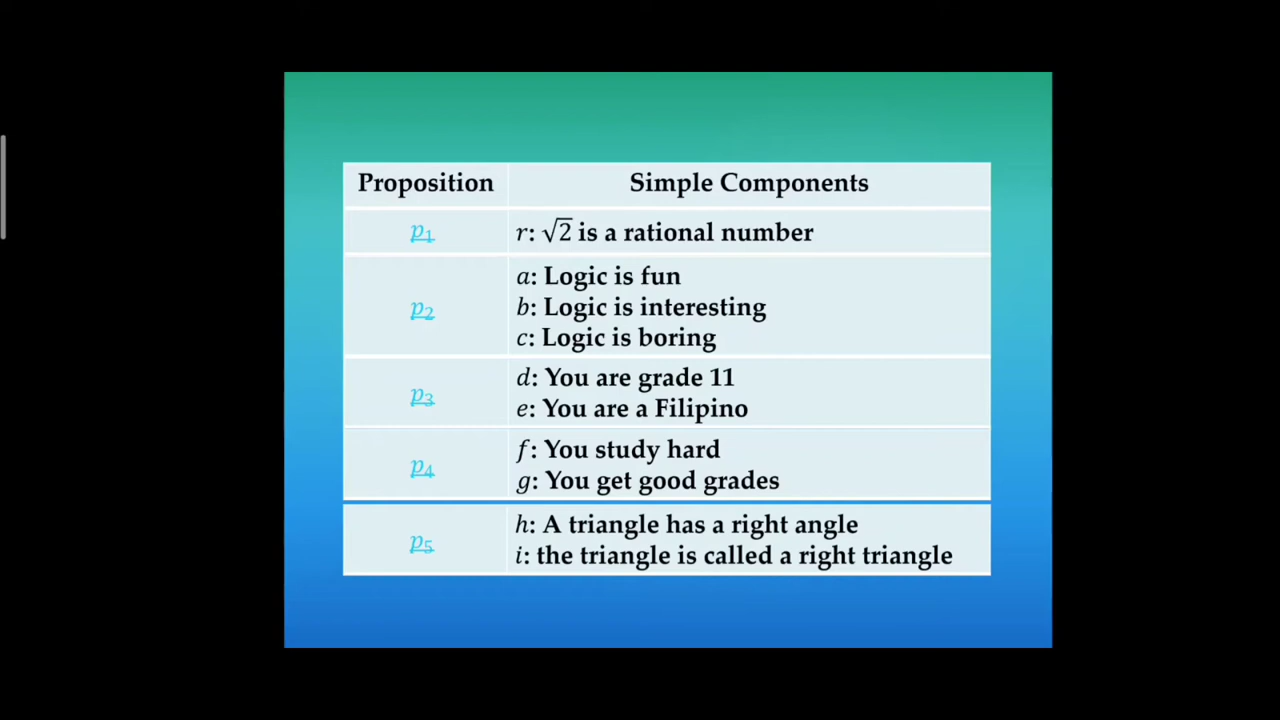 Proposition Simple Components
p₁ r: √2 is a rational number
a: Logic is fun
p₂ b: Logic is interesting
c: Logic is boring
d: You are grade 11
p₃
e: You are a Filipino
f: You study hard
p₄
g: You get good grades
h: A triangle has a right angle
p₅
i: the triangle is called a right triangle